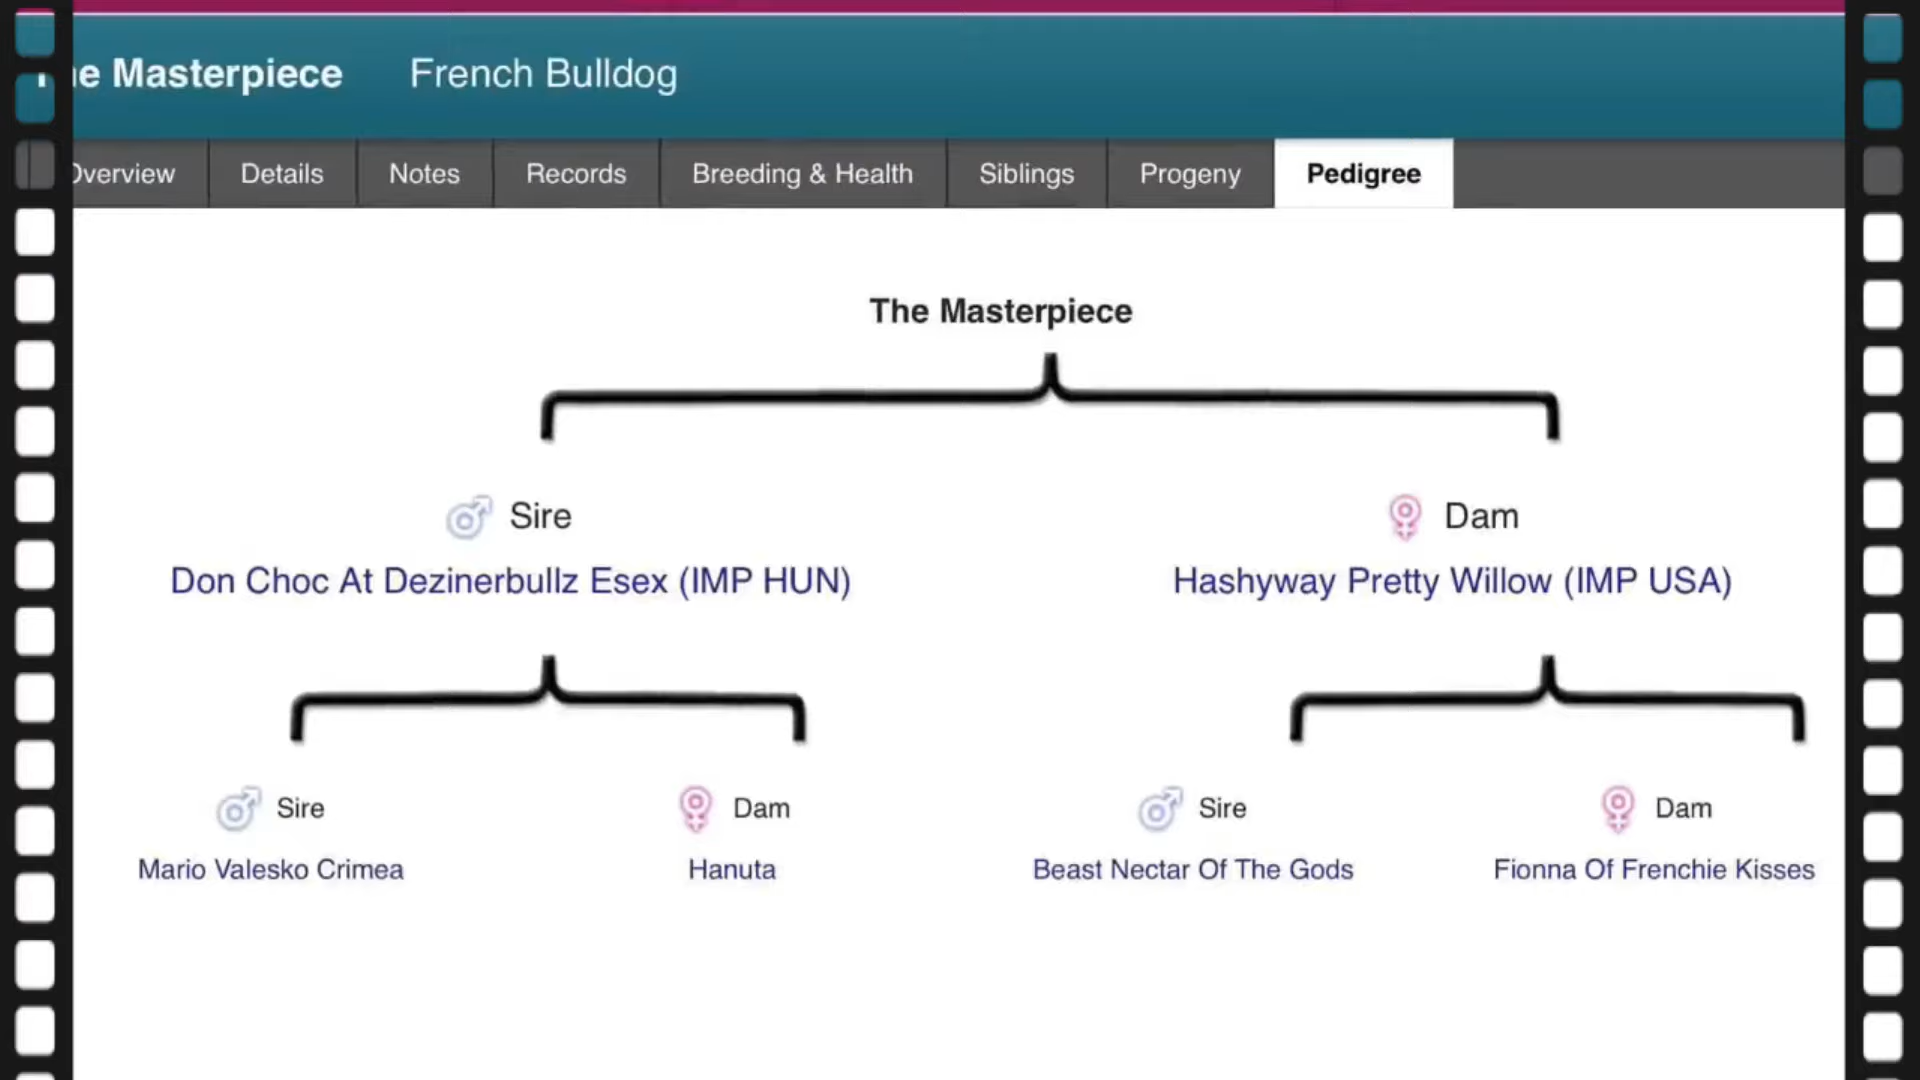 The Masterpiece French Bulldog
Overview Details Notes Records Breeding & Health Siblings Progeny Pedigree
The Masterpiece
Sire Dam
Don Choc At Dezinerbullz Esex (IMP HUN) Hashyway Pretty Willow (IMP USA)
Sire Dam Sire Dam
Mario Valesko Crimea Hanuta Beast Nectar Of The Gods Fionna Of Frenchie Kisses